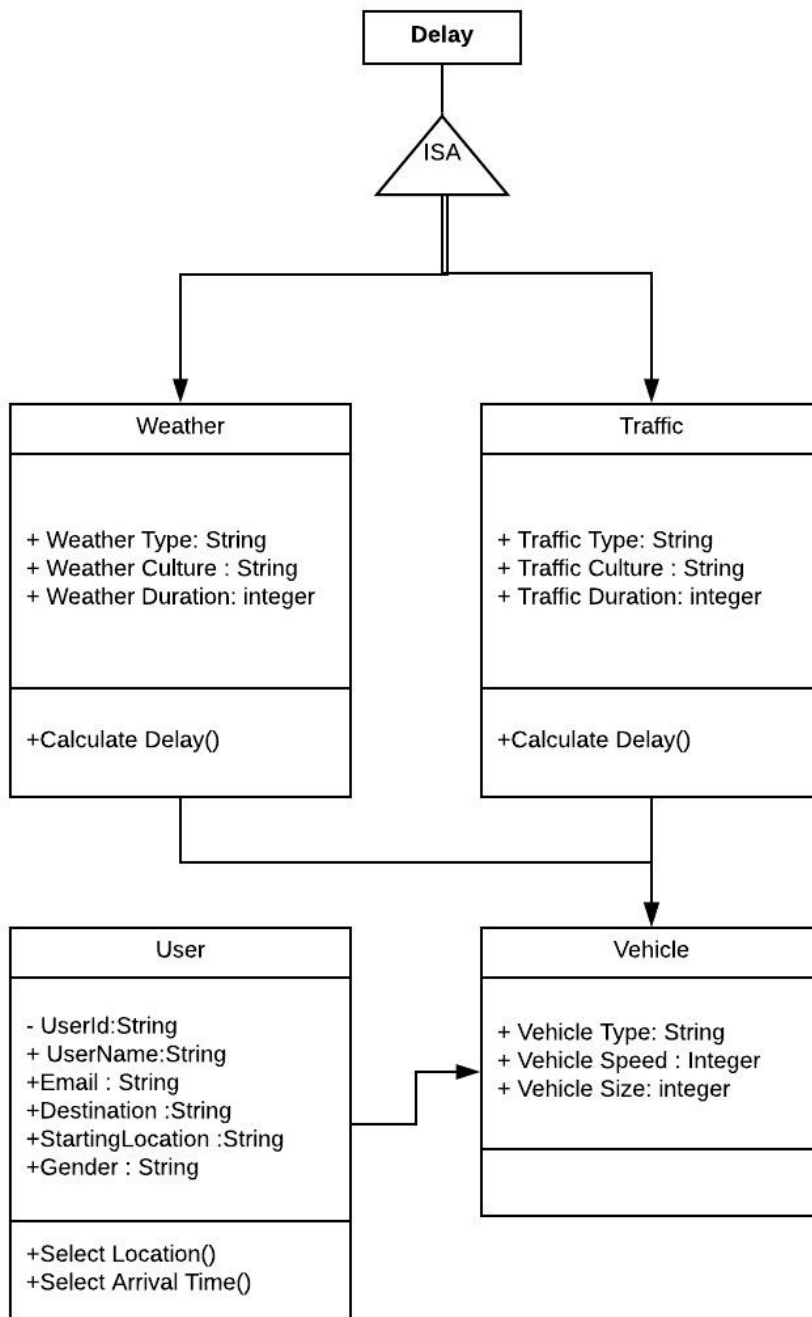 Delay
ISA
Weather
+ Weather Type: String
+ Weather Culture : String
+ Weather Duration: integer
+Calculate Delay()
Traffic
+ Traffic Type: String
+ Traffic Culture : String
+ Traffic Duration: integer
+Calculate Delay()
User
- UserId:String
+ UserName:String
+Email : String
+Destination :String
+StartingLocation :String
+Gender : String
+Select Location()
+Select Arrival Time()
Vehicle
+ Vehicle Type: String
+ Vehicle Speed : Integer
+ Vehicle Size: integer